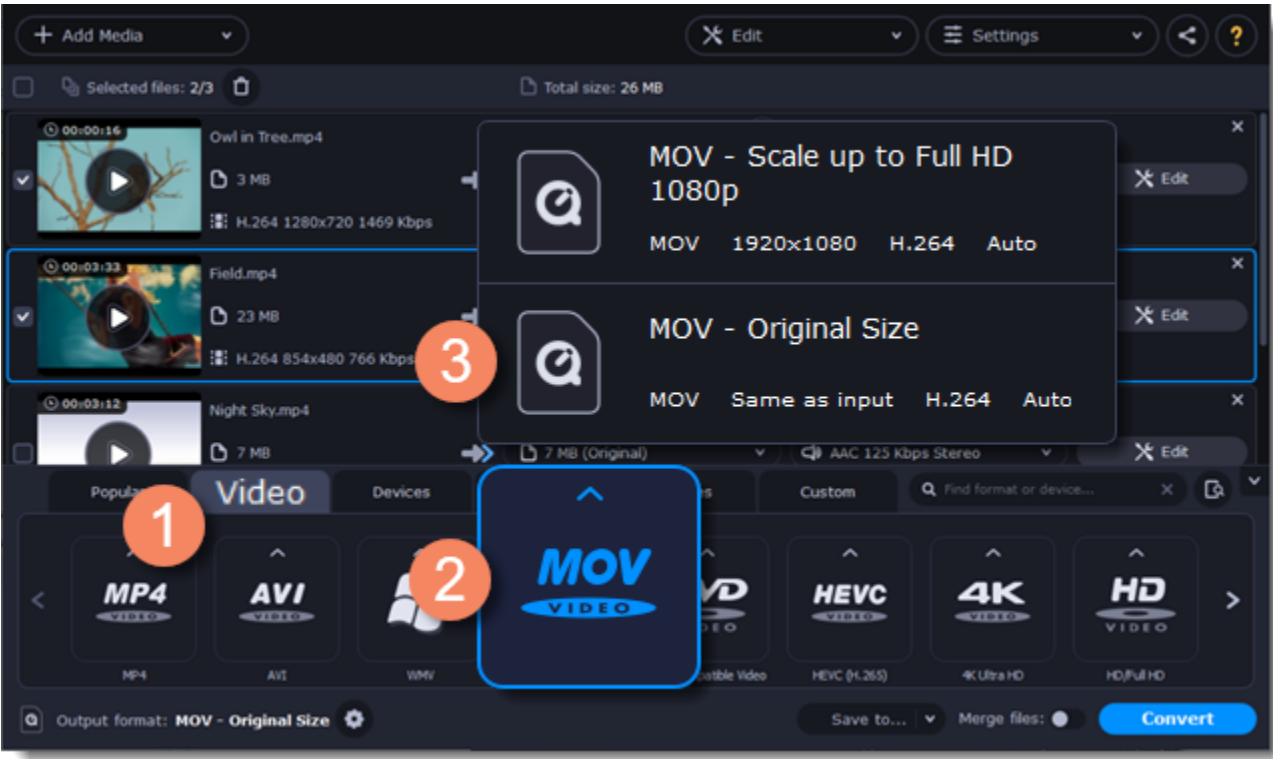 Add Media
Edit
Settings
?
Selected files: 2/3
Total size: 26 MB
00:00:16
Owl in Tree.mp4
3 MB
H.264 1280x720 1469 Kbps
MOV - Scale up to Full HD
1080p
MOV 1920x1080 H.264 Auto
Edit
00:03:33
Field.mp4
23 MB
H.264 854x480 766 Kbps
3
MOV - Original Size
MOV Same as input H.264 Auto
Edit
00:03:12
Night Sky.mp4
7 MB
7 MB (Original)
AAC 125 Kbps Stereo
Edit
1
Video
Devices
Custom
Find format or device...
2
MP4
VIDEO
AVI
VIDEO
MOV
VIDEO
HEVC
VIDEO
4K
VIDEO
HD
VIDEO
MP4
AVI
WMV
Video
HEVC (H.265)
4K Ultra HD
HD/Full HD
Output format: MOV - Original Size
Save to...
Merge files:
Convert